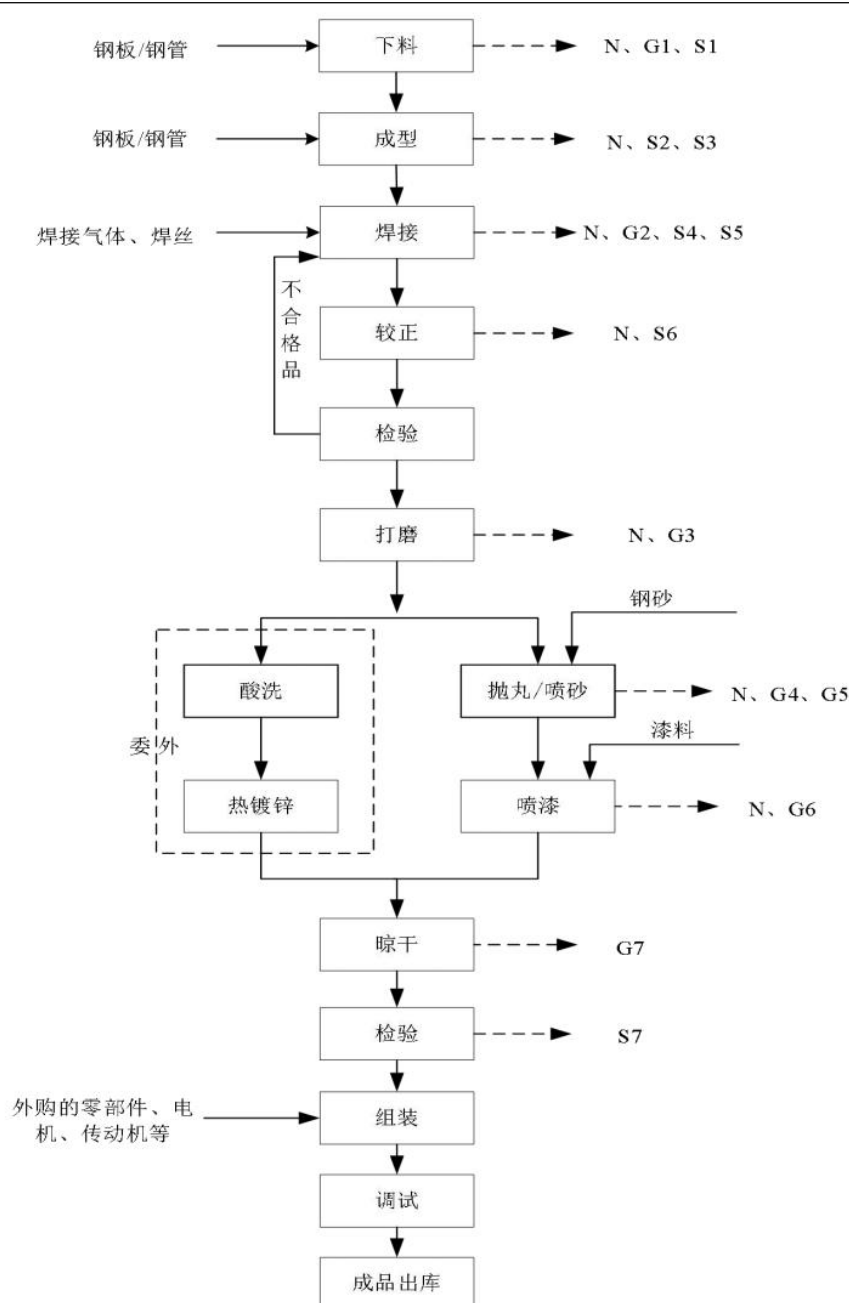 钢板/钢管
下料
N、G1、S1
钢板/钢管
成型
N、S2、S3
焊接气体、焊丝
焊接
N、G2、S4、S5
不合格品
较正
N、S6
检验
打磨
N、G3
钢砂
酸洗
抛丸/喷砂
N、G4、G5
委外
漆料
热镀锌
喷漆
N、G6
晾干
G7
检验
S7
外购的零部件、电
机、传动机等
组装
调试
成品出库